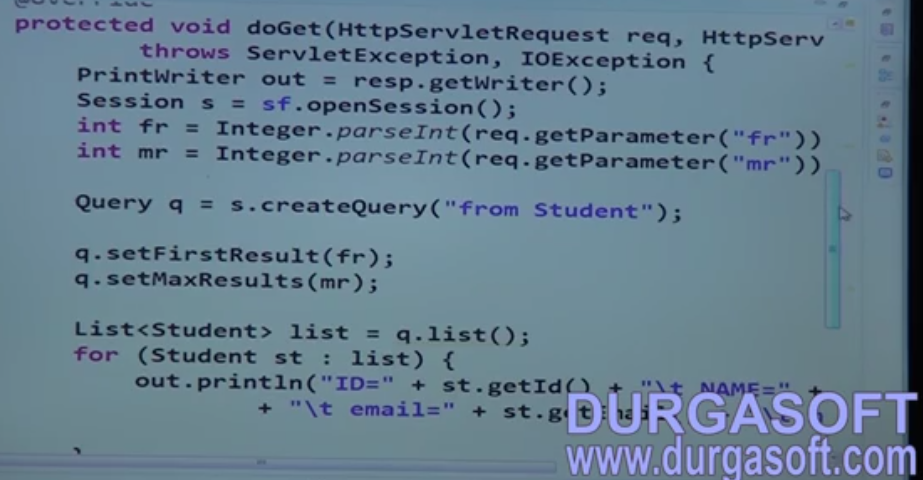 @Override
protected void doGet(HttpServletRequest req, HttpServ
throws ServletException, IOException {
PrintWriter out = resp.getWriter();
Session s = sf.openSession();
int fr = Integer.parseInt(req.getParameter("fr"))
int mr = Integer.parseInt(req.getParameter("mr"))
Query q = s.createQuery("from Student");
q.setFirstResult(fr);
q.setMaxResults(mr);
List<Student> list = q.list();
for (Student st : list) {
out.println("ID=" + st.getId() + "\t NAME=" +
+ "\t email=" + st.getEmail
DURGASOFT
www.durgasoft.com